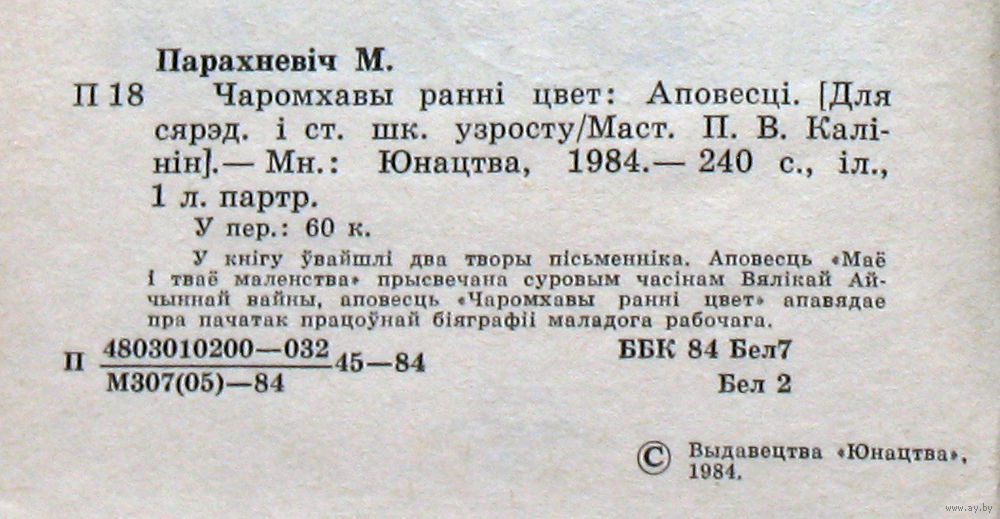 Парахневіч М.
П 18 Чаромхавы ранні цвет: Аповесці. [Для
сярэд. і ст. шк. узросту/Маст. П. В. Калі-
нін].— Мн.: Юнацтва, 1984.— 240 с., іл.,
1 л. партр.
У пер.: 60 к.
У кнігу ўвайшлі два творы пісьменніка. Аповесць «Маё
і тваё маленства» прысвечана суровым часінам Вялікай Ай-
чыннай вайны, аповесць «Чаромхавы ранні цвет» апавядае
пра пачатак працоўнай біяграфіі маладога рабочага.
П 4803010200—032 45—84
М307(05)—84
ББК 84 Бел7
Бел 2
© Выдавецтва «Юнацтва»,
1984.
www.ay.by